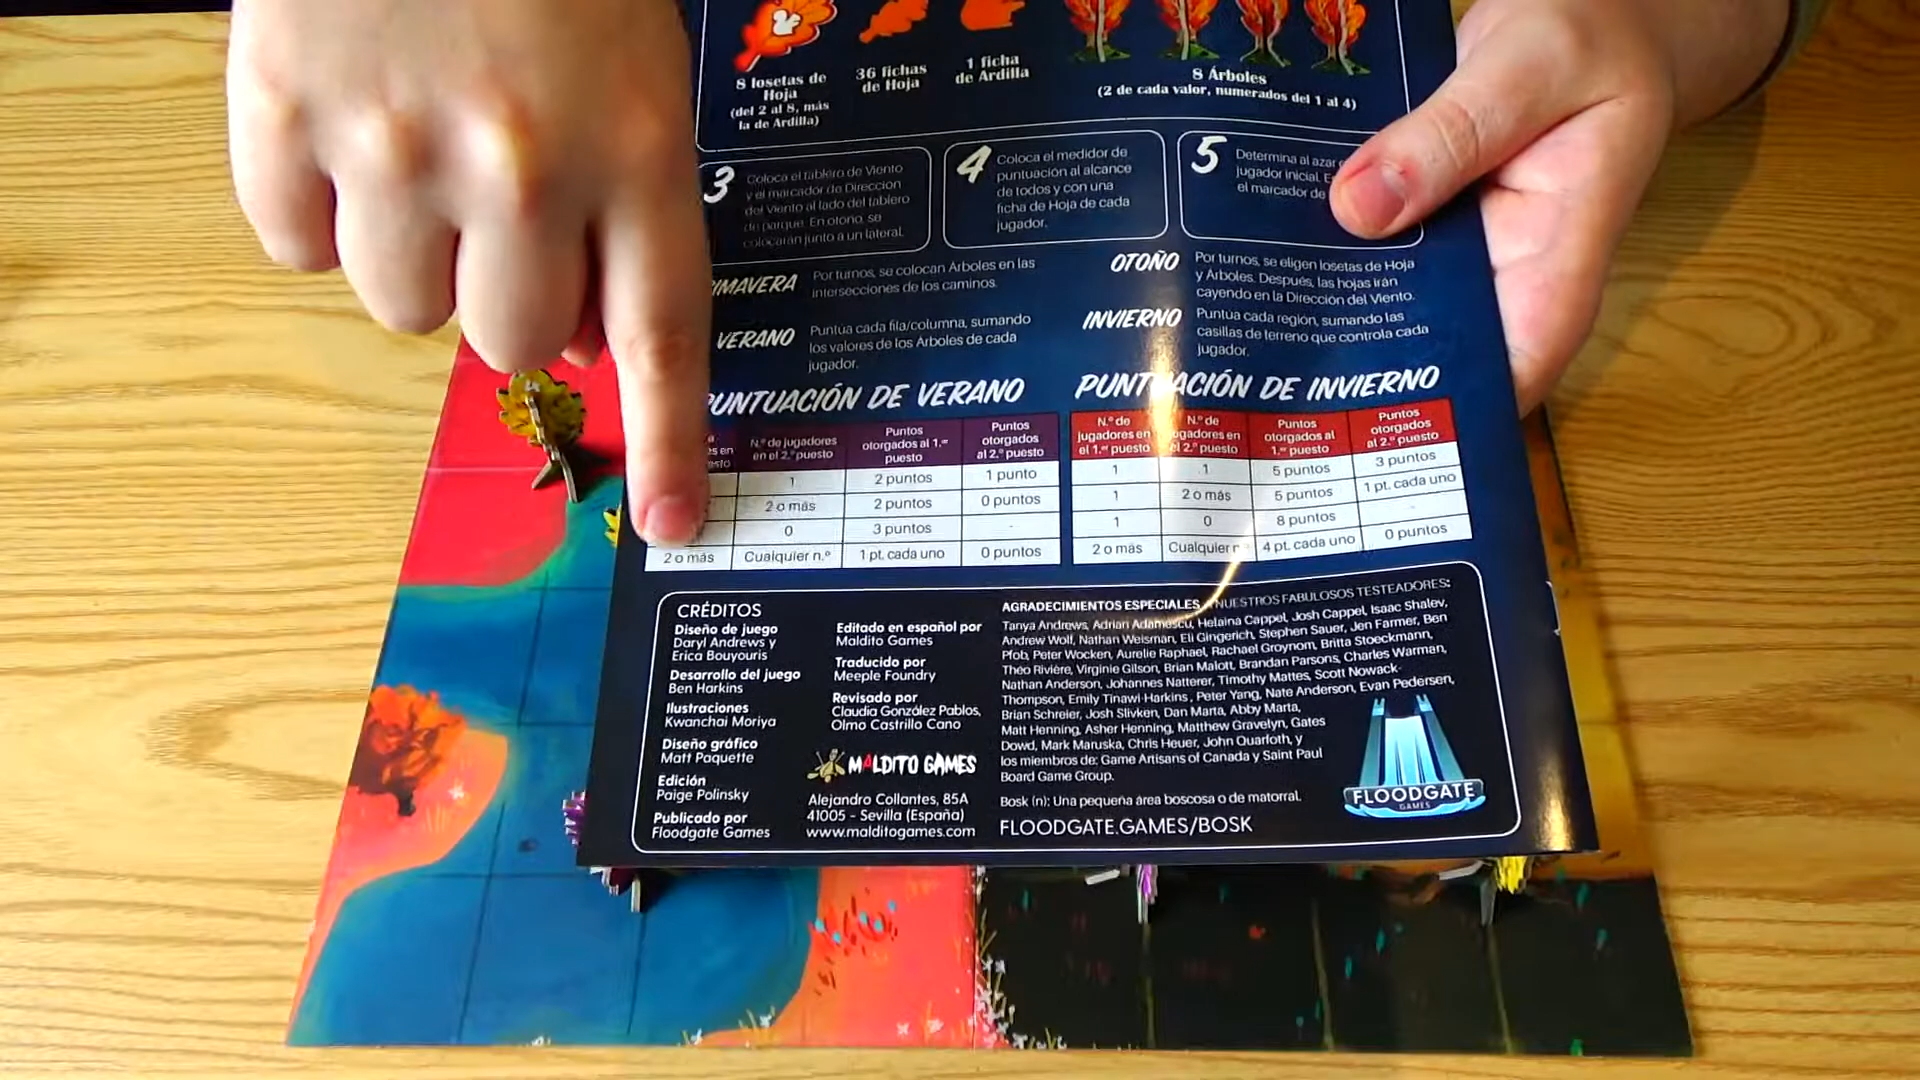 8 losetas de
Hoja
(del 2 al 8, más
la de Ardilla)
36 fichas
de Hoja
1 ficha
de Ardilla
8 Árboles
(2 de cada valor, numerados del 1 al 4)
3
Coloca el tablero de Viento
y el marcador de Dirección
del Viento al lado del tablero
de parque. En otoño, se
colocarán junto a un lateral.
4
Coloca el medidor de
puntuación al alcance
de todos y con una
ficha de Hoja de cada
jugador.
5
Determina al azar
jugador inicial.
el marcador de
Por turnos, se colocan Árboles en las
intersecciones de los caminos.
VERANO
Puntúa cada fila/columna, sumando
los valores de los Árboles de cada
jugador.
OTOÑO
Por turnos, se eligen losetas de Hoja
y Árboles. Después, las hojas irán
cayendo en la Dirección del Viento.
INVIERNO
Puntúa cada región, sumando las
casillas de terreno que controla cada
jugador.
PUNTUACIÓN DE VERANO
N.º de jugadores
en el 2.º puesto
Puntos
otorgados al 1.er
puesto
Puntos
otorgados
al 2.º puesto
1 2 puntos 1 punto
2 o más 2 puntos 0 puntos
0 3 puntos -
2 o más Cualquier n.º 1 pt. cada uno 0 puntos
PUNTUACIÓN DE INVIERNO
N.º de
jugadores en
el 1.er puesto
N.º de
jugadores en
el 2.º puesto
Puntos
otorgados al
1.er puesto
Puntos
otorgados
al 2.º puesto
1 1 5 puntos 3 puntos
1 2 o más 5 puntos 1 pt. cada uno
1 0 8 puntos -
2 o más Cualquier n.º 4 pt. cada uno 0 puntos
CRÉDITOS
Diseño de juego
Daryl Andrews y
Erica Bouyouris
Desarrollo del juego
Ben Harkins
Ilustraciones
Kwanchai Moriya
Diseño gráfico
Matt Paquette
Edición
Paige Polinsky
Publicado por
Floodgate Games
Editado en español por
Maldito Games
Traducido por
Meeple Foundry
Revisado por
Claudia González Pablos,
Olmo Castrillo Cano
MALDITO GAMES
Alejandro Collantes, 85A
41005 - Sevilla (España)
www.malditogames.com
AGRADECIMIENTOS ESPECIALES A NUESTROS FABULOSOS TESTEADORES:
Tanya Andrews, Adrian Adamescu, Helaina Cappel, Josh Cappel, Isaac Shalev,
Andrew Wolf, Nathan Weisman, Eli Gingerich, Stephen Sauer, Jen Farmer, Ben
Pfob, Peter Wocken, Aurelie Raphael, Rachael Groynom, Britta Stoeckmann,
Théo Rivière, Virginie Gilson, Brian Malott, Brandan Parsons, Charles Warman,
Nathan Anderson, Johannes Natterer, Timothy Mattes, Scott Nowack-
Thompson, Emily Tinawi-Harkins, Peter Yang, Nate Anderson, Evan Pedersen,
Brian Schreier, Josh Slivken, Dan Marta, Abby Marta,
Matt Henning, Asher Henning, Matthew Gravelyn, Gates
Dowd, Mark Maruska, Chris Heuer, John Quarfoth, y
los miembros de: Game Artisans of Canada y Saint Paul
Board Game Group.
Bosk (n): Una pequeña área boscosa o de matorral.
FLOODGATE.GAMES/BOSK
FLOODGATE
GAMES